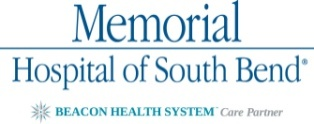 Memorial
Hospital of South Bend®
BEACON HEALTH SYSTEM™ Care Partner